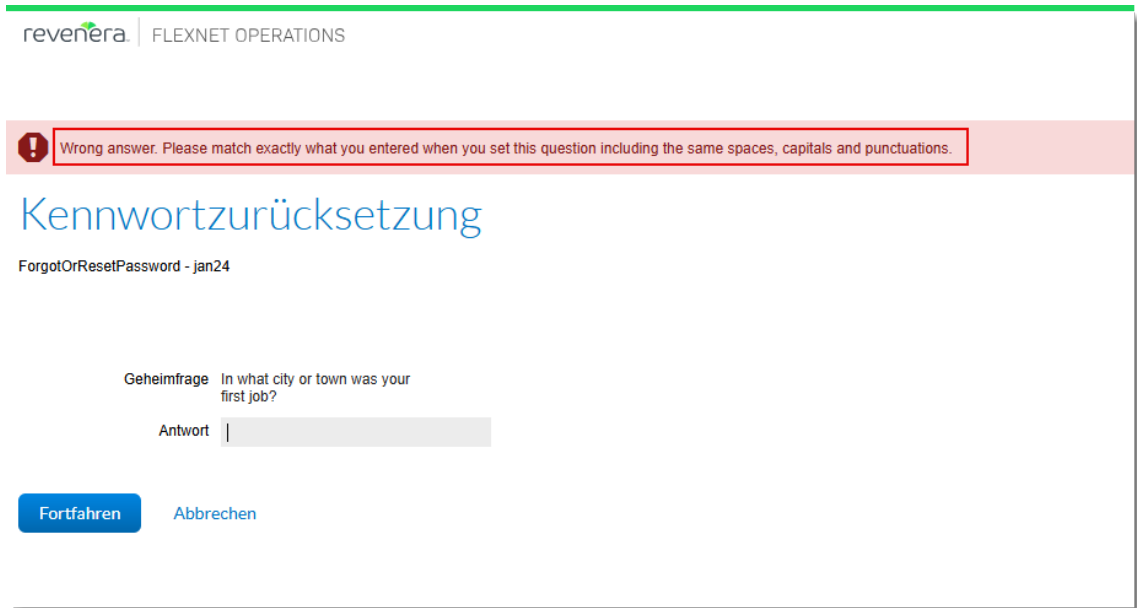 revenera. FLEXNET OPERATIONS
Wrong answer. Please match exactly what you entered when you set this question including the same spaces, capitals and punctuations.
Kennwortzurücksetzung
ForgotOrResetPassword - jan24
Geheimfrage In what city or town was your
first job?
Antwort
Fortfahren Abbrechen